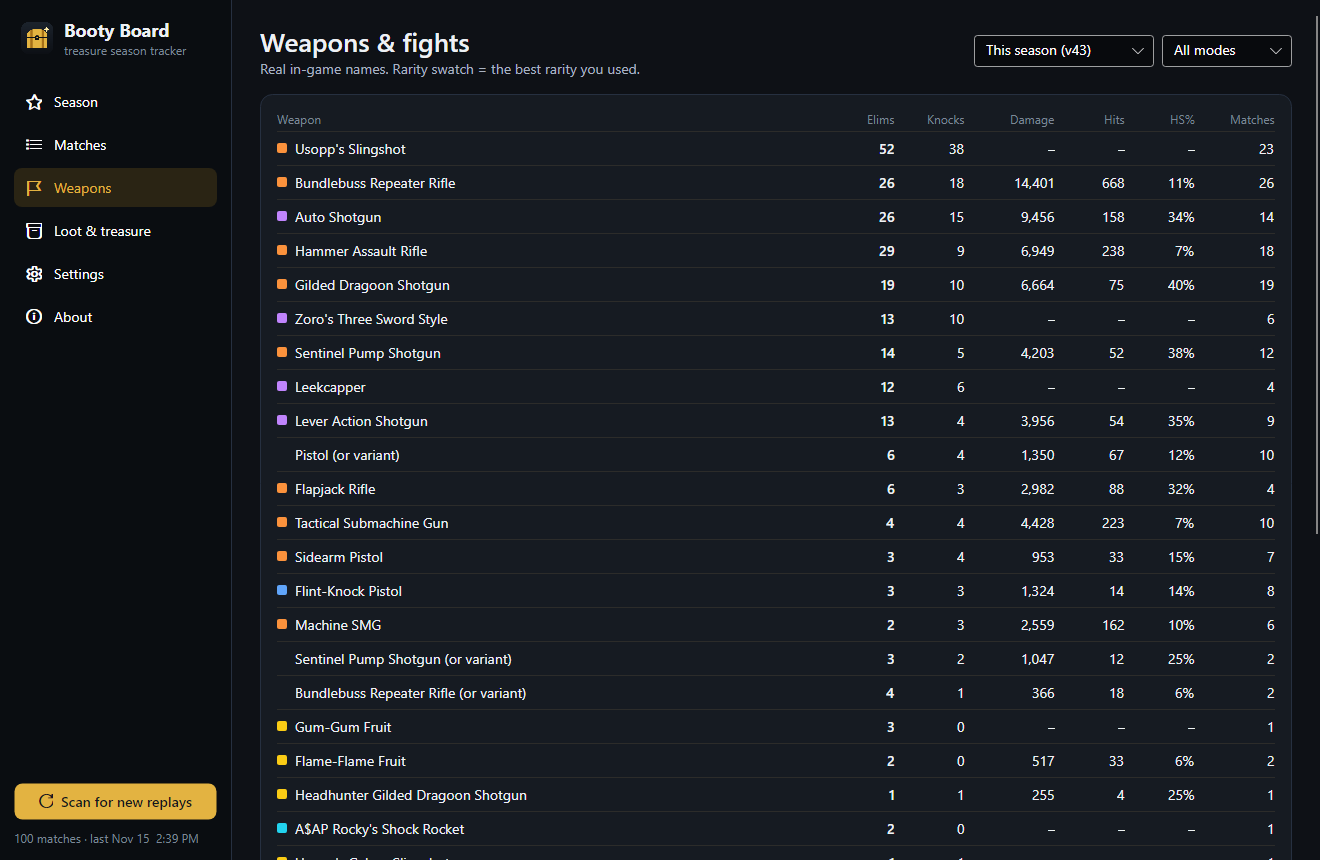 Booty Board
treasure season tracker
Season
Matches
Weapons
Loot & treasure
Settings
About
Scan for new replays
100 matches · last Nov 15 2:39 PM
Weapons & fights
Real in-game names. Rarity swatch = the best rarity you used.
This season (v43)
All modes
Weapon Elims Knocks Damage Hits HS% Matches
Usopp's Slingshot 52 38 – – – 23
Bundlebuss Repeater Rifle 26 18 14,401 668 11% 26
Auto Shotgun 26 15 9,456 158 34% 14
Hammer Assault Rifle 29 9 6,949 238 7% 18
Gilded Dragoon Shotgun 19 10 6,664 75 40% 19
Zoro's Three Sword Style 13 10 – – – 6
Sentinel Pump Shotgun 14 5 4,203 52 38% 12
Leekcapper 12 6 – – – 4
Lever Action Shotgun 13 4 3,956 54 35% 9
Pistol (or variant) 6 4 1,350 67 12% 10
Flapjack Rifle 6 3 2,982 88 32% 4
Tactical Submachine Gun 4 4 4,428 223 7% 10
Sidearm Pistol 3 4 953 33 15% 7
Flint-Knock Pistol 3 3 1,324 14 14% 8
Machine SMG 2 3 2,559 162 10% 6
Sentinel Pump Shotgun (or variant) 3 2 1,047 12 25% 2
Bundlebuss Repeater Rifle (or variant) 4 1 366 18 6% 2
Gum-Gum Fruit 3 0 – – – 1
Flame-Flame Fruit 2 0 517 33 6% 2
Headhunter Gilded Dragoon Shotgun 1 1 255 4 25% 1
A$AP Rocky's Shock Rocket 2 0 – – – 1